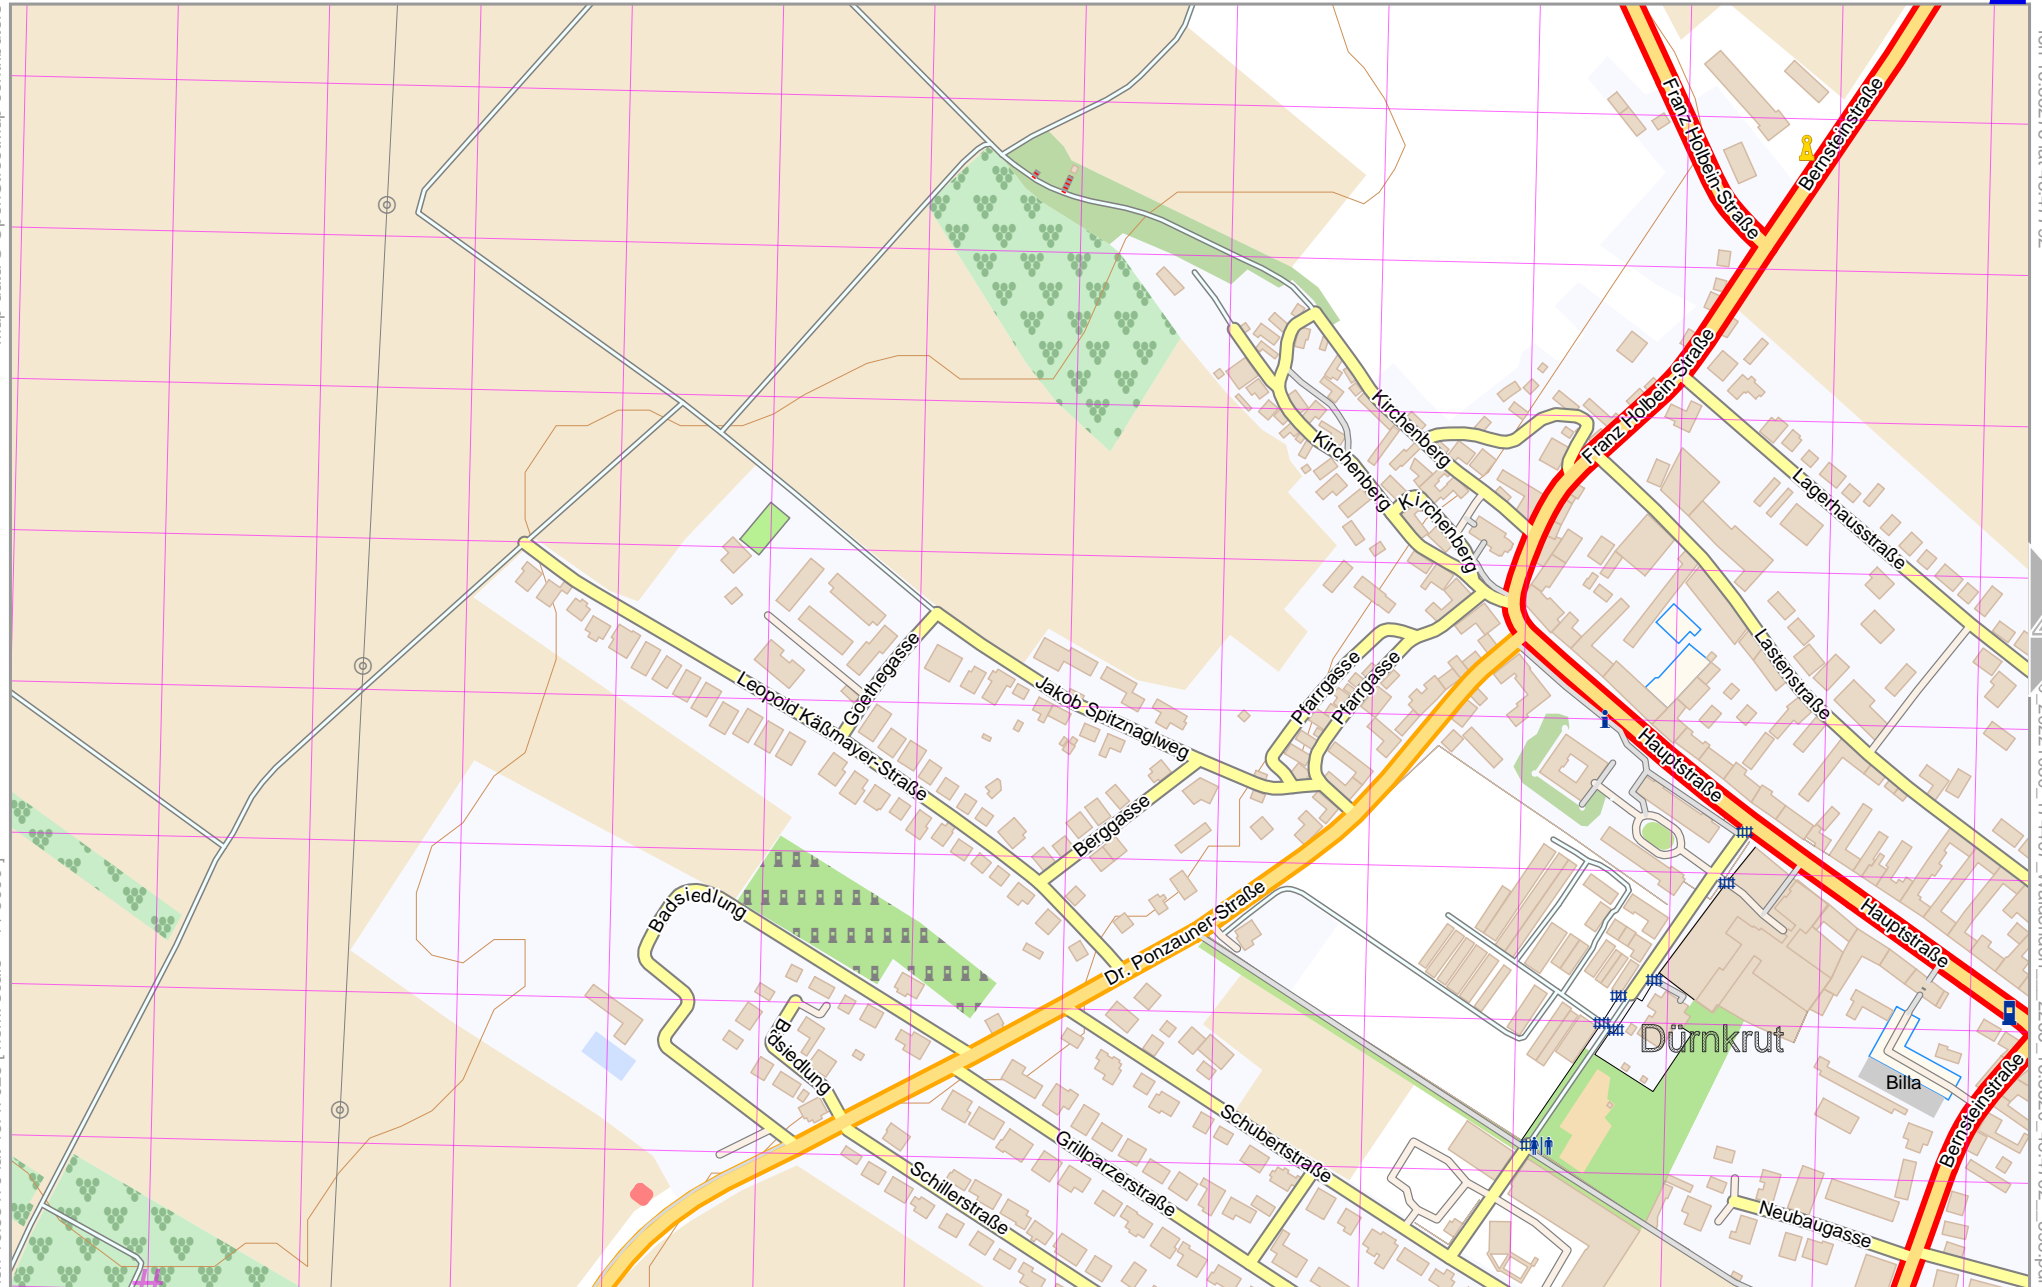 Franz Holbein-Straße
Bernsteinstraße
Franz Holbein-Straße
Kirchenberg
Kirchenberg
Kirchenberg
Lagerhausstraße
Lastenstraße
Goethegasse
Leopold Käßmayer-Straße
Jakob Spitznaglweg
Pfarrgasse
Pfarrgasse
Hauptstraße
Berggasse
Badsiedlung
Dr. Ponzauner-Straße
Hauptstraße
Badsiedlung
Dürnkrut
Billa
Bernsteinstraße
Schubertstraße
Grillparzerstraße
Schillerstraße
Neubaugasse